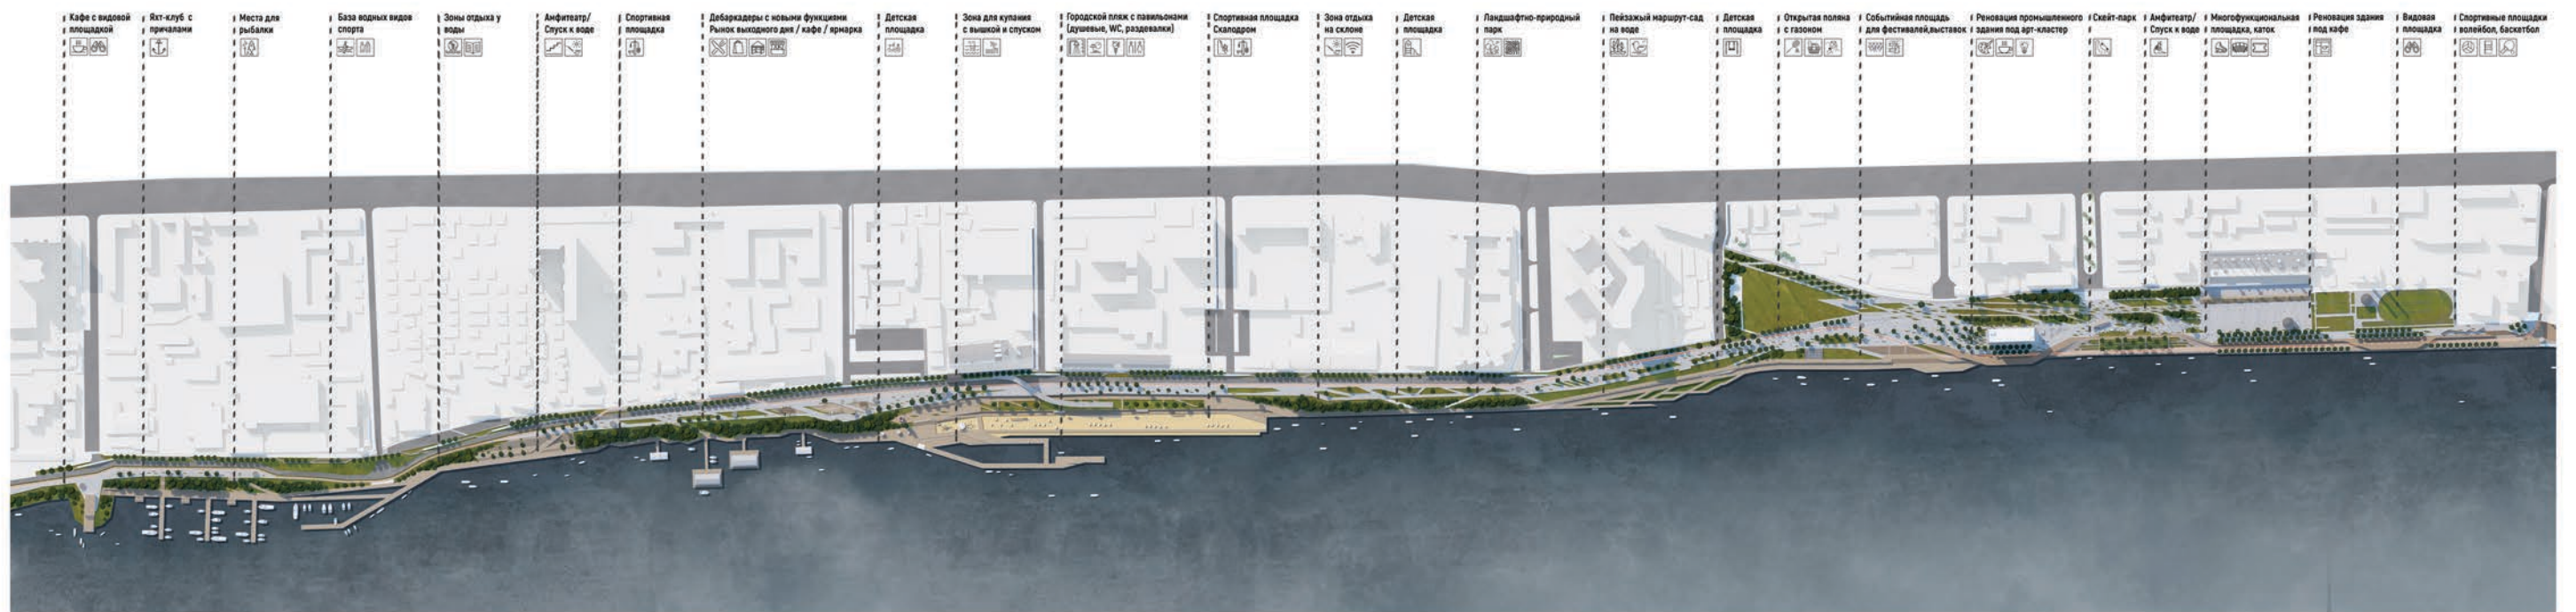 Кафе с видовой
площадкой
Яхт-клуб с
причалами
Места для
рыбалки
База водных видов
спорта
Зоны отдыха у
воды
Амфитеатр/
Спуск к воде
Спортивная
площадка
Дебаркадеры с новыми функциями
Рынок выходного дня / кафе / ярмарка
Детская
площадка
Зона для купания
с вышкой и спуском
Городской пляж с павильонами
(душевые, WC, раздевалки)
Спортивная площадка
Скалодром
Зона отдыха
на склоне
Детская
площадка
Ландшафтно-природный
парк
Пейзажый маршрут-сад
на воде
Детская
площадка
Открытая поляна
с газоном
Событийная площадь
для фестивалей,выставок
Реновация промышленного
здания под арт-кластер
Скейт-парк
Амфитеатр/
Спуск к воде
Многофункциональная
площадка, каток
Реновация здания
под кафе
Видовая
площадка
Спортивные площадки
волейбол, баскетбол